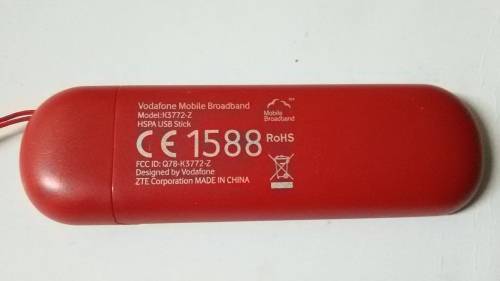 Vodafone Mobile Broadband
Model:K3772-Z
HSPA USB Stick
CE 1588 RoHS
FCC ID: Q78-K3772-Z
Designed by Vodafone
ZTE Corporation MADE IN CHINA
Mobile
Broadband